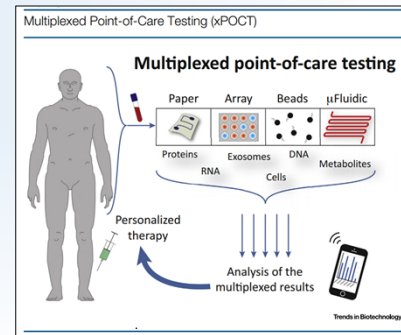 Multiplexed Point-of-Care Testing (xPOCT)
Multiplexed point-of-care testing
Paper Array Beads μFluidic
Proteins Exosomes DNA Metabolites
RNA Cells
Personalized
therapy
Analysis of the
multiplexed results
Trends in Biotechnology